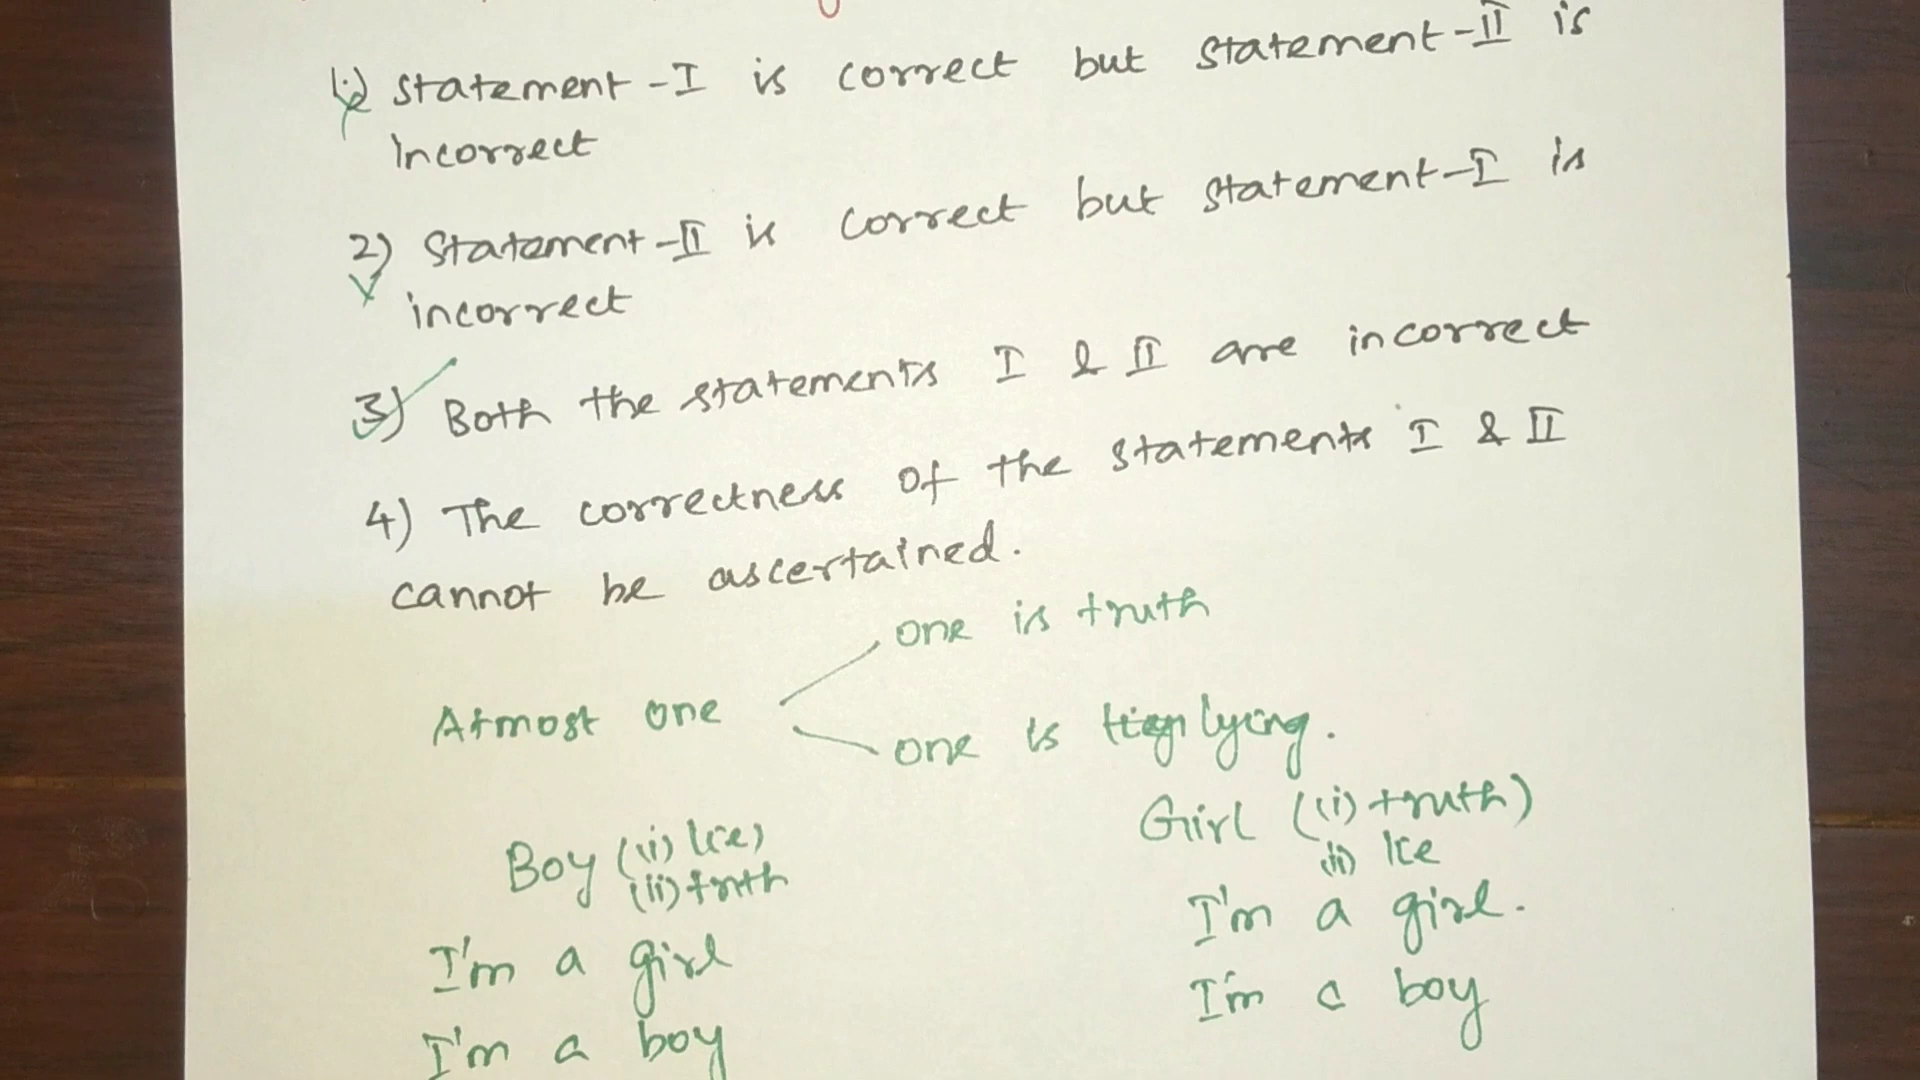 1) Statement-I is correct but statement-II is
incorrect
2) Statement-II is correct but statement-I is
incorrect
3) Both the statements I & II are incorrect
4) The correctness of the statements I & II
cannot be ascertained.
one is truth
Atmost one
one is lying.
Boy ((i) lie)
(ii) truth
I'm a girl
I'm a boy
Girl ((i) truth)
(ii) lie
I'm a girl.
I'm a boy